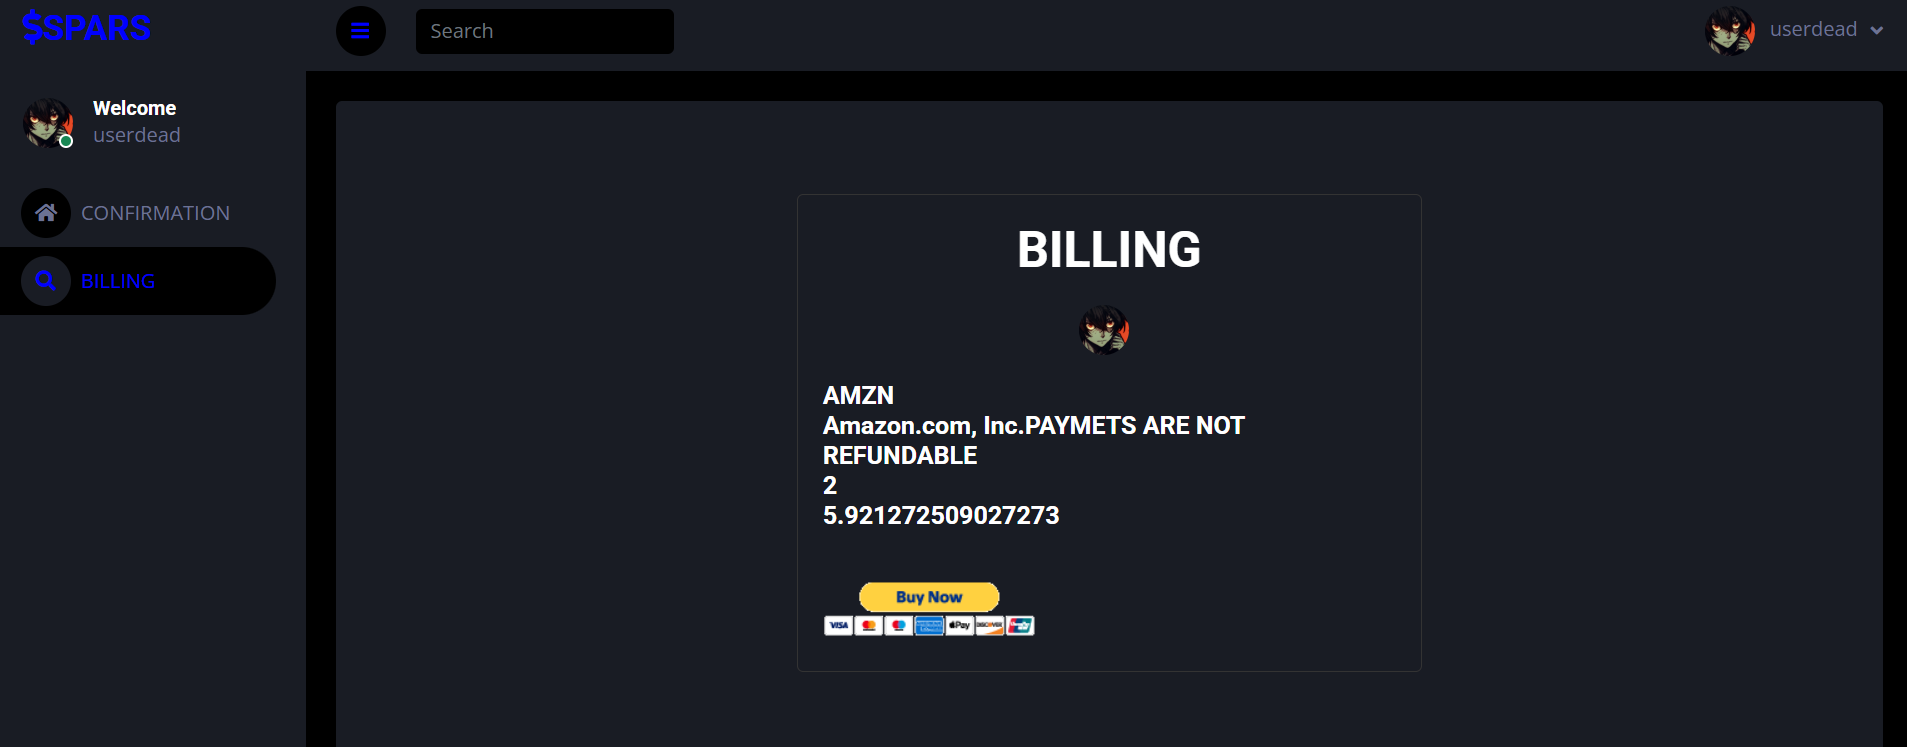 $SPARS
Search
userdead
Welcome
userdead
CONFIRMATION
BILLING
BILLING
AMZN
Amazon.com, Inc.PAYMETS ARE NOT
REFUNDABLE
2
5.921272509027273
Buy Now
VISA
Pay
DISCOVER